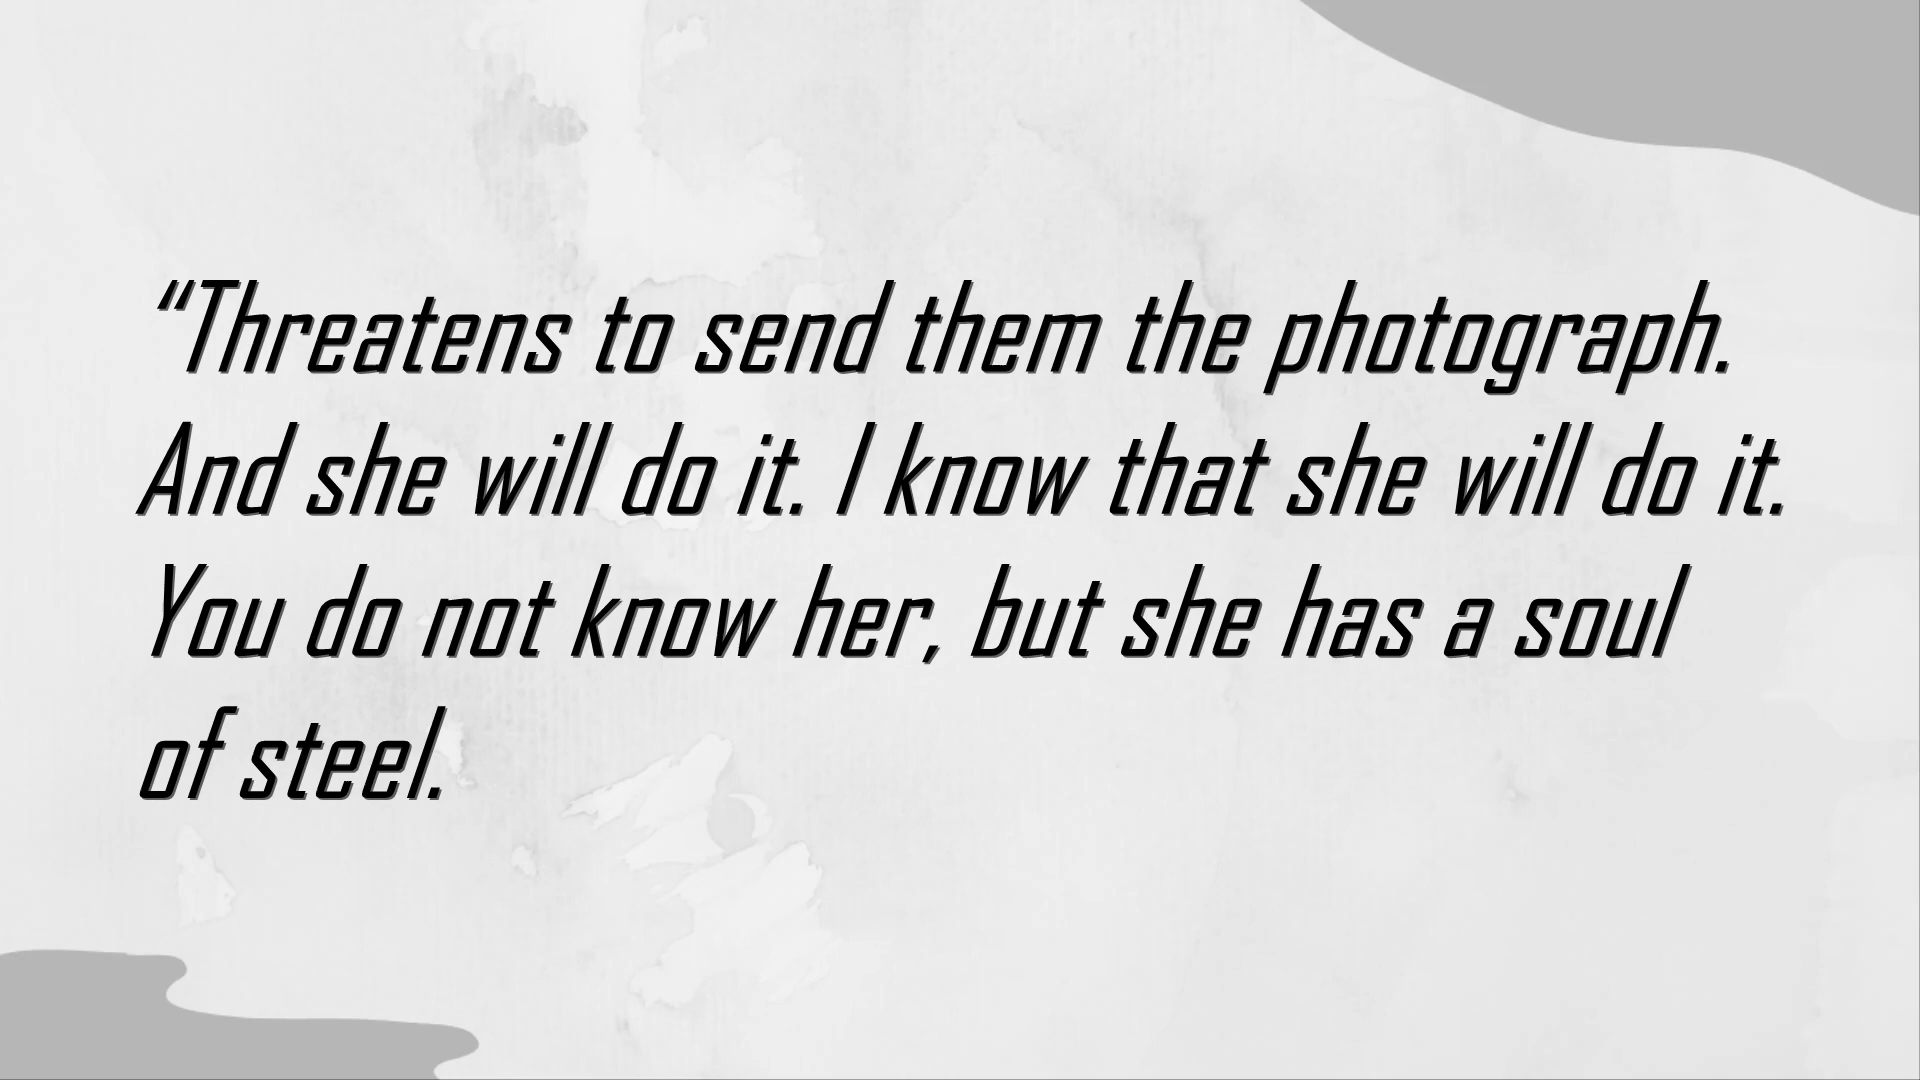 “Threatens to send them the photograph.
And she will do it. I know that she will do it.
You do not know her, but she has a soul
of steel.